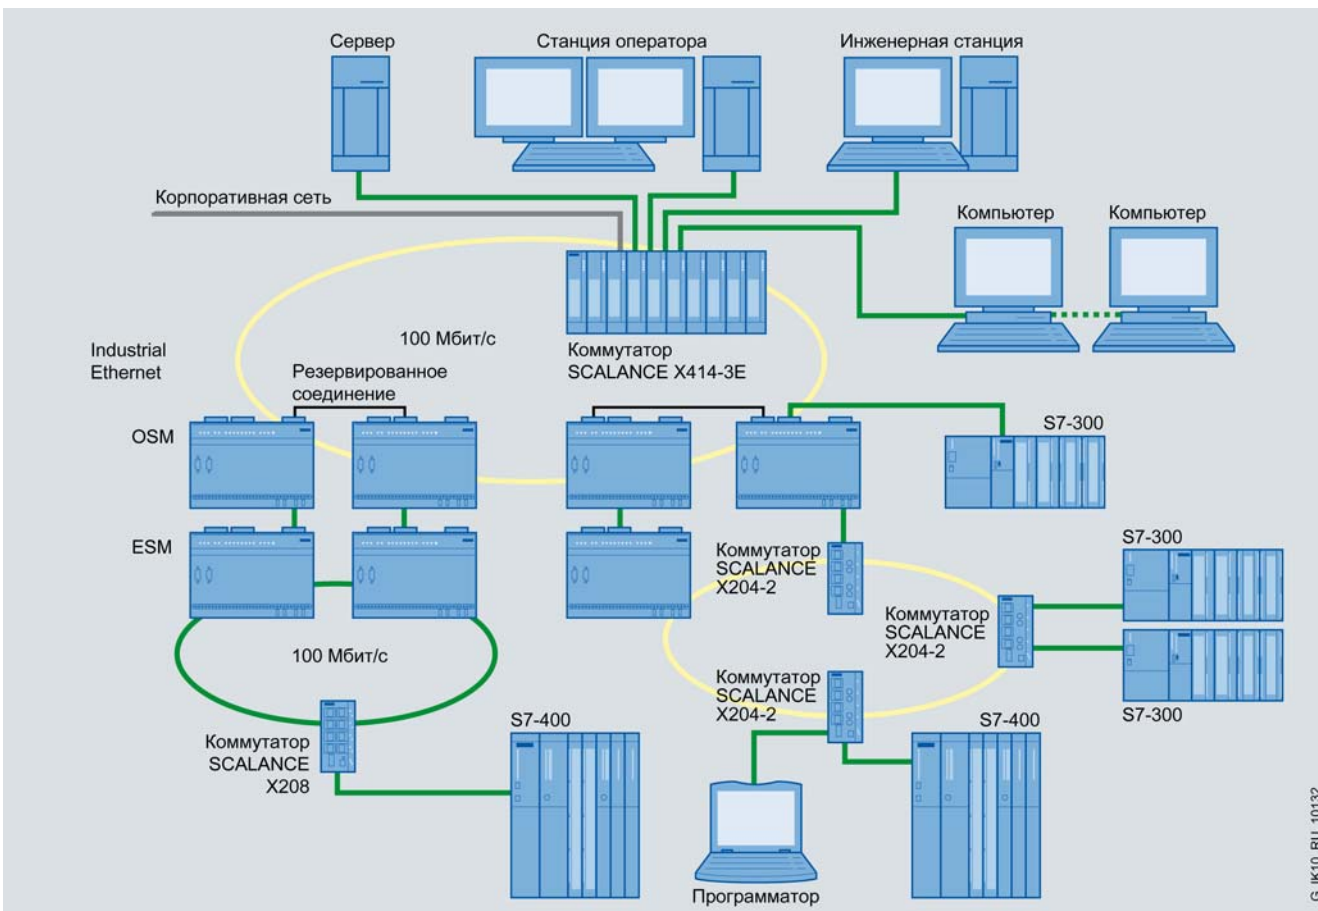 Сервер
Станция оператора
Инженерная станция
Корпоративная сеть
Компьютер
Компьютер
100 Мбит/с
Коммутатор
SCALANCE X414-3E
Industrial
Ethernet
Резервированное
соединение
OSM
S7-300
ESM
Коммутатор
SCALANCE
X204-2
S7-300
Коммутатор
SCALANCE
X204-2
100 Мбит/с
Коммутатор
SCALANCE
X204-2
S7-300
S7-400
S7-400
Коммутатор
SCALANCE
X208
Программатор
G_IK10_RU_10132